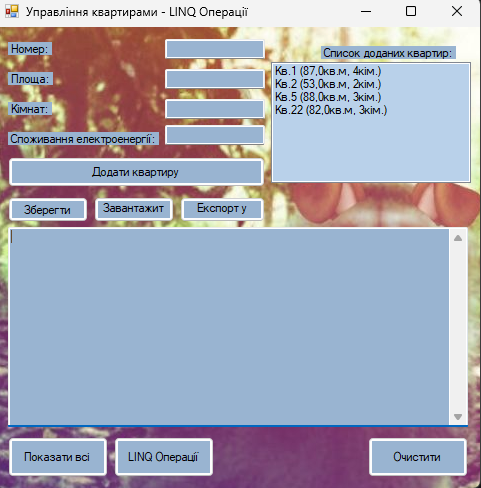 Управління квартирами - LINQ Операції
Номер:
Площа:
Кімнат:
Споживання електроенергії:
Додати квартиру
Список доданих квартир:
Кв.1 (87,0кв.м, 4кім.)
Кв.2 (53,0кв.м, 2кім.)
Кв.5 (88,0кв.м, 3кім.)
Кв.22 (82,0кв.м, 3кім.)
Зберегти
Завантажит
Експорт у
Показати всі
LINQ Операції
Очистити